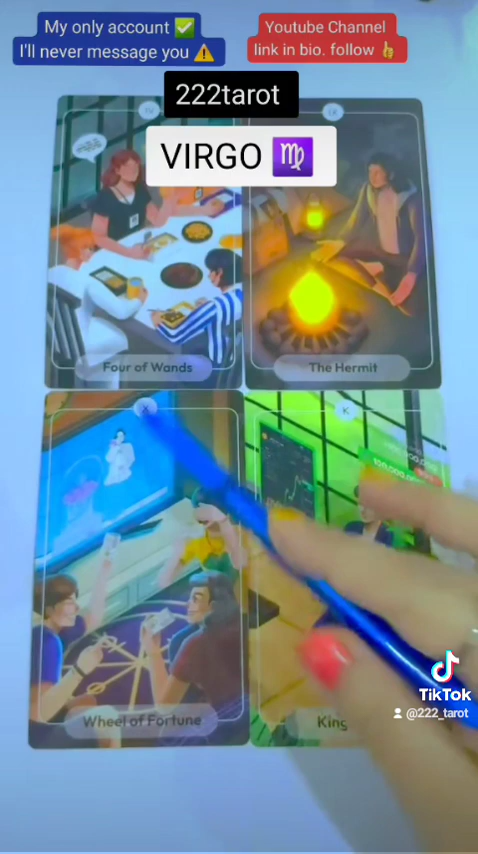 My only account ✅
I'll never message you ⚠️
Youtube Channel
link in bio. follow 👍
222tarot
VIRGO ♍
IX
Four of Wands
The Hermit
X
K
Wheel of Fortune
King
TikTok
@222_tarot